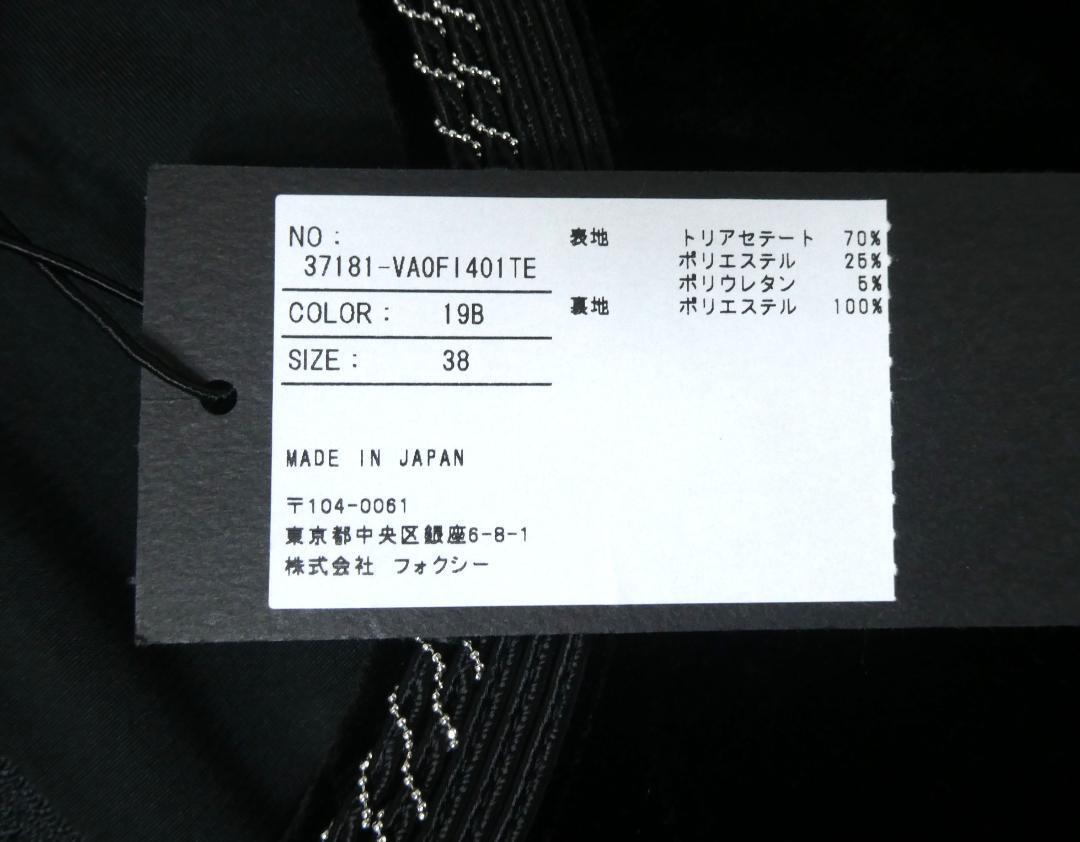 NO :
37181-VAOFI401TE
COLOR : 19B
SIZE : 38
MADE IN JAPAN
〒104-0061
東京都中央区銀座6-8-1
株式会社 フォクシー
表地 トリアセテート 70%
ポリエステル 25%
ポリウレタン 5%
裏地 ポリエステル 100%